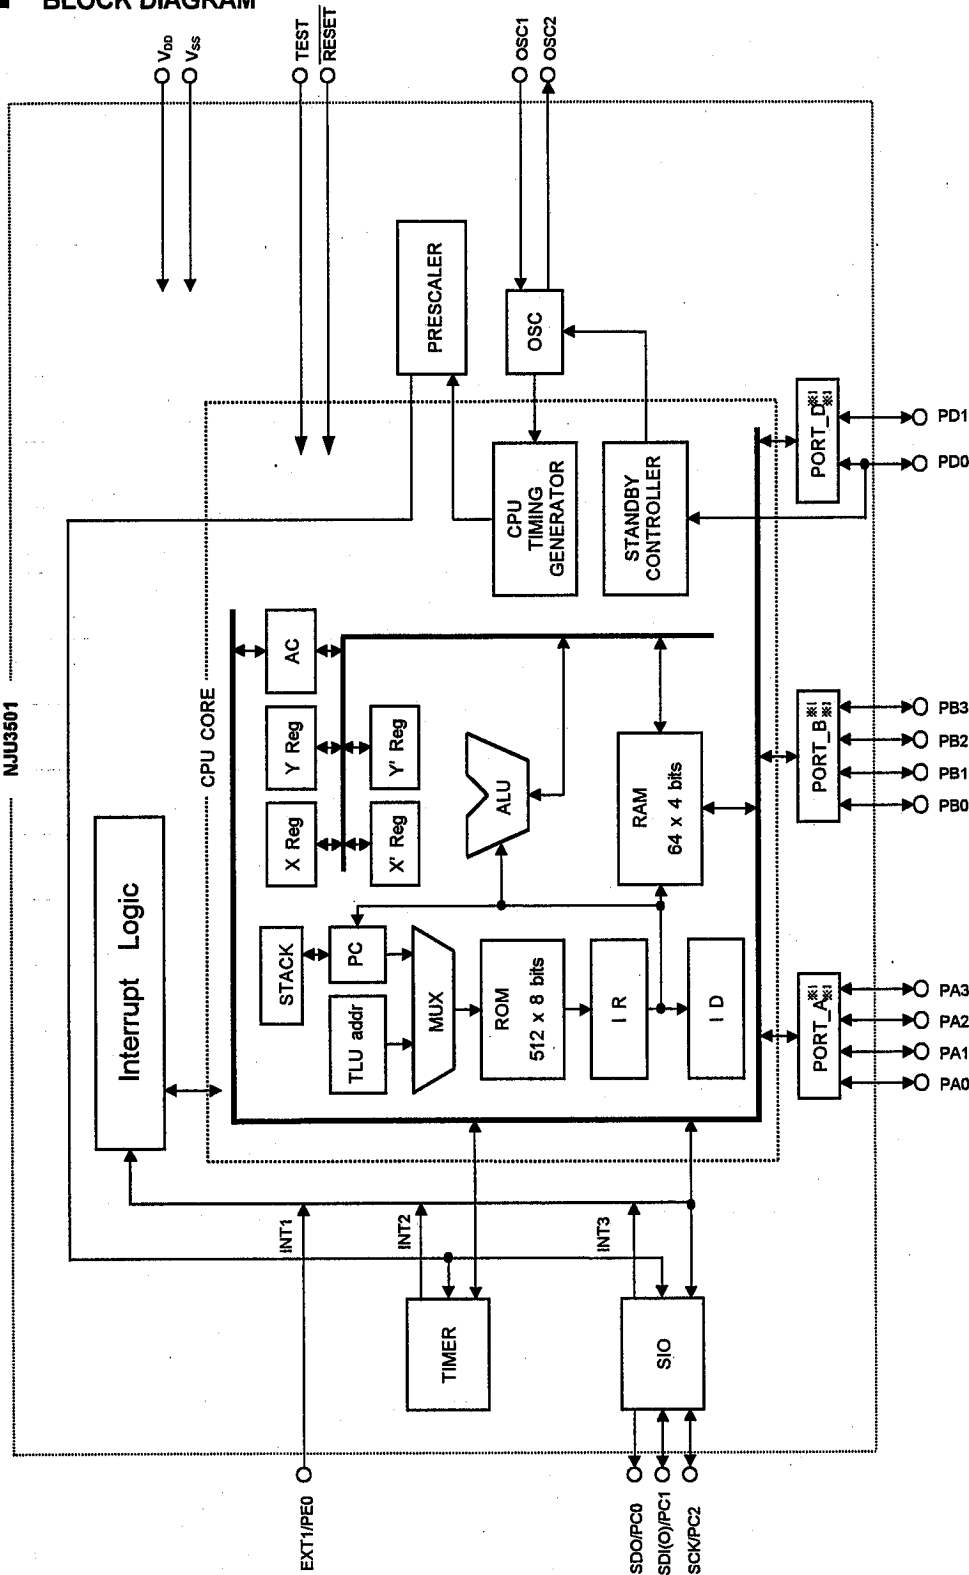 BLOCK DIAGRAM
NJU3501
VDD
VSS
TEST
RESET
OSC1
OSC2
PRESCALER
OSC
CPU CORE
CPU
TIMING
GENERATOR
STANDBY
CONTROLLER
AC
Y Reg
X Reg
Y' Reg
X' Reg
ALU
RAM
64 x 4 bits
STACK
PC
TLU addr
MUX
ROM
512 x 8 bits
I R
I D
Interrupt Logic
INT1
INT2
INT3
TIMER
SIO
EXT1/PE0
SDO/PC0
SDI(O)/PC1
SCK/PC2
PORT_A※1
PA3
PA2
PA1
PA0
PORT_B※1
PB3
PB2
PB1
PB0
PORT_D※1
PD1
PD0